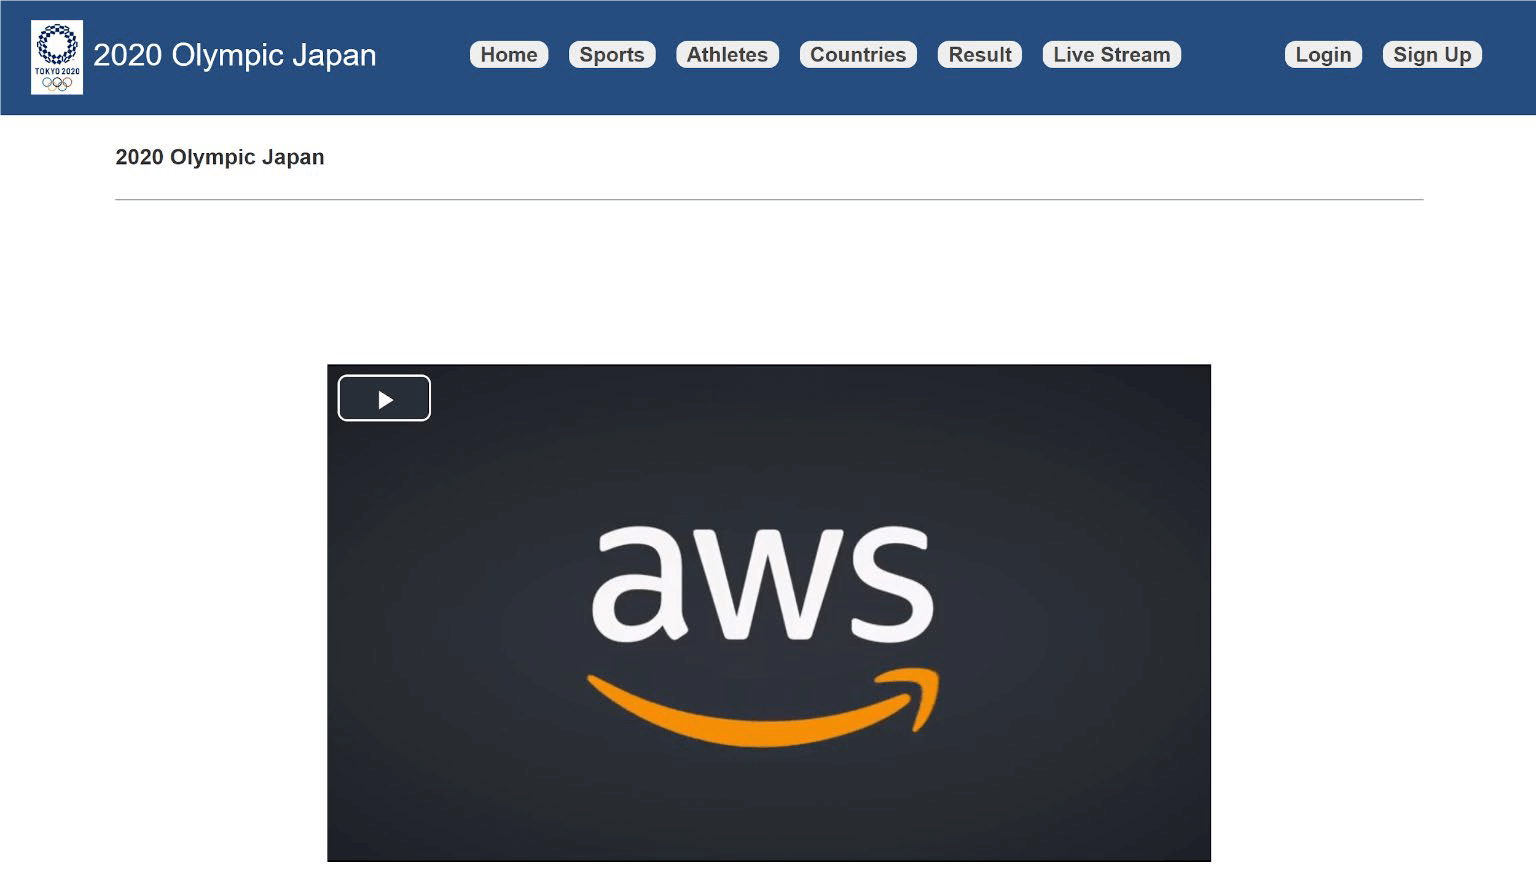 TOKYO 2020
2020 Olympic Japan
Home Sports Athletes Countries Result Live Stream Login Sign Up
2020 Olympic Japan
aws